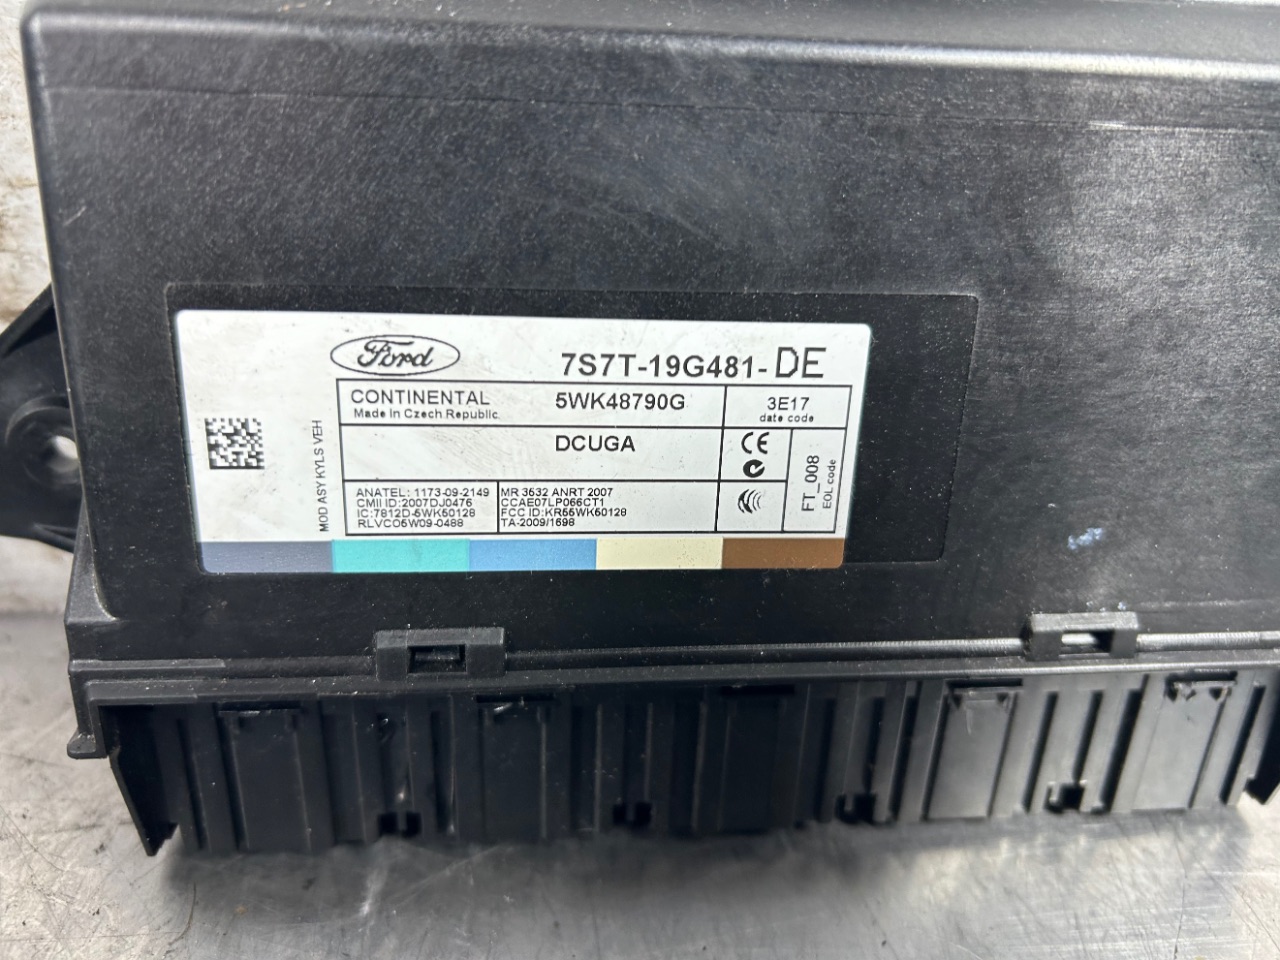 Ford
7S7T-19G481-DE
CONTINENTAL 5WK48790G
Made In Czech.Republic.
3E17
date code
DCUGA
CE
FT_008
EOL code
ANATEL: 1173-09-2149
CMII ID:2007DJ0476
IC:7812D-5WK60128
RLVCO6W09-0488
MR 3632 ANRT 2007
CCAE07LP066CT1
FCC ID:KR55WK60128
TA-2009/1698
MOD ASY KYLS VEH